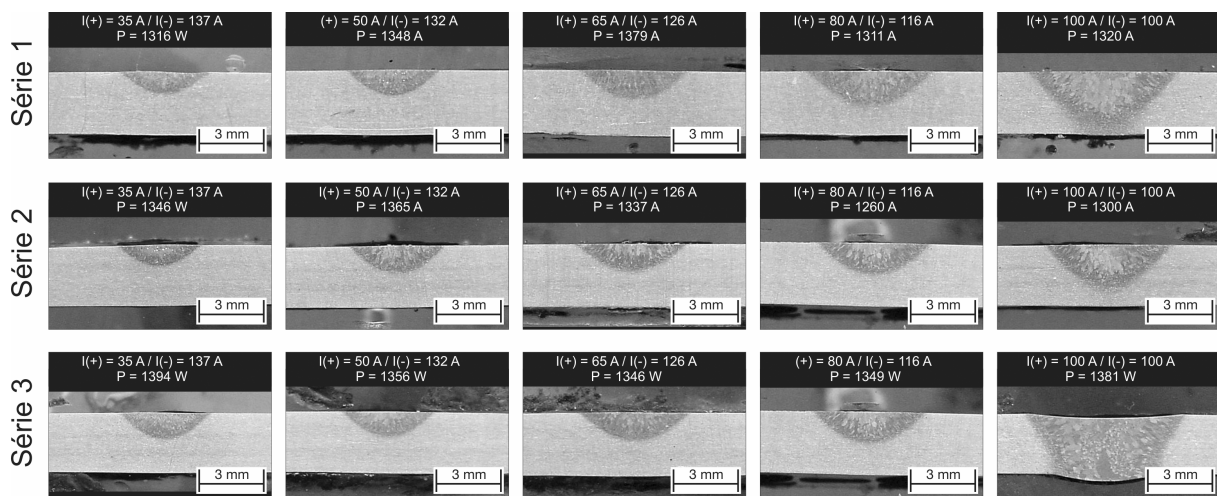 Série 1
I(+) = 35 A / I(-) = 137 A
P = 1316 W
3 mm
(+) = 50 A / I(-) = 132 A
P = 1348 A
3 mm
I(+) = 65 A / I(-) = 126 A
P = 1379 A
3 mm
I(+) = 80 A / I(-) = 116 A
P = 1311 A
3 mm
I(+) = 100 A / I(-) = 100 A
P = 1320 A
3 mm
Série 2
I(+) = 35 A / I(-) = 137 A
P = 1346 W
3 mm
I(+) = 50 A / I(-) = 132 A
P = 1365 A
3 mm
I(+) = 65 A / I(-) = 126 A
P = 1337 A
3 mm
I(+) = 80 A / I(-) = 116 A
P = 1260 A
3 mm
I(+) = 100 A / I(-) = 100 A
P = 1300 A
3 mm
Série 3
I(+) = 35 A / I(-) = 137 A
P = 1394 W
3 mm
I(+) = 50 A / I(-) = 132 A
P = 1356 W
3 mm
I(+) = 65 A / I(-) = 126 A
P = 1346 W
3 mm
(+) = 80 A / I(-) = 116 A
P = 1349 W
3 mm
I(+) = 100 A / I(-) = 100 A
P = 1381 W
3 mm